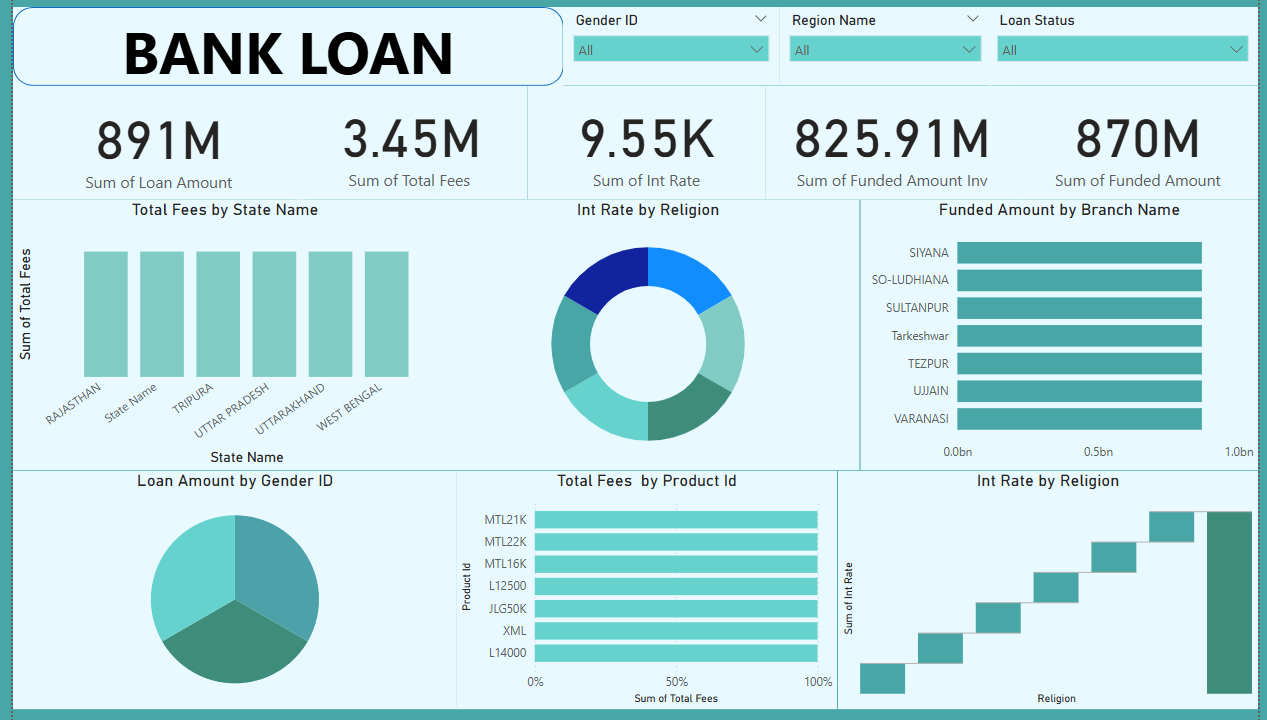 BANK LOAN
Gender ID
All
Region Name
All
Loan Status
All
891M
Sum of Loan Amount
3.45M
Sum of Total Fees
9.55K
Sum of Int Rate
825.91M
Sum of Funded Amount Inv
870M
Sum of Funded Amount
Total Fees by State Name
Sum of Total Fees
RAJASTHAN
State Name
TRIPURA
UTTAR PRADESH
UTTARAKHAND
WEST BENGAL
State Name
Int Rate by Religion
Funded Amount by Branch Name
SIYANA
SO-LUDHIANA
SULTANPUR
Tarkeshwar
TEZPUR
UJJAIN
VARANASI
0.0bn 0.5bn 1.0bn
Loan Amount by Gender ID
Total Fees by Product Id
Product Id
MTL21K
MTL22K
MTL16K
L12500
JLG50K
XML
L14000
0% 50% 100%
Sum of Total Fees
Int Rate by Religion
Sum of Int Rate
Religion